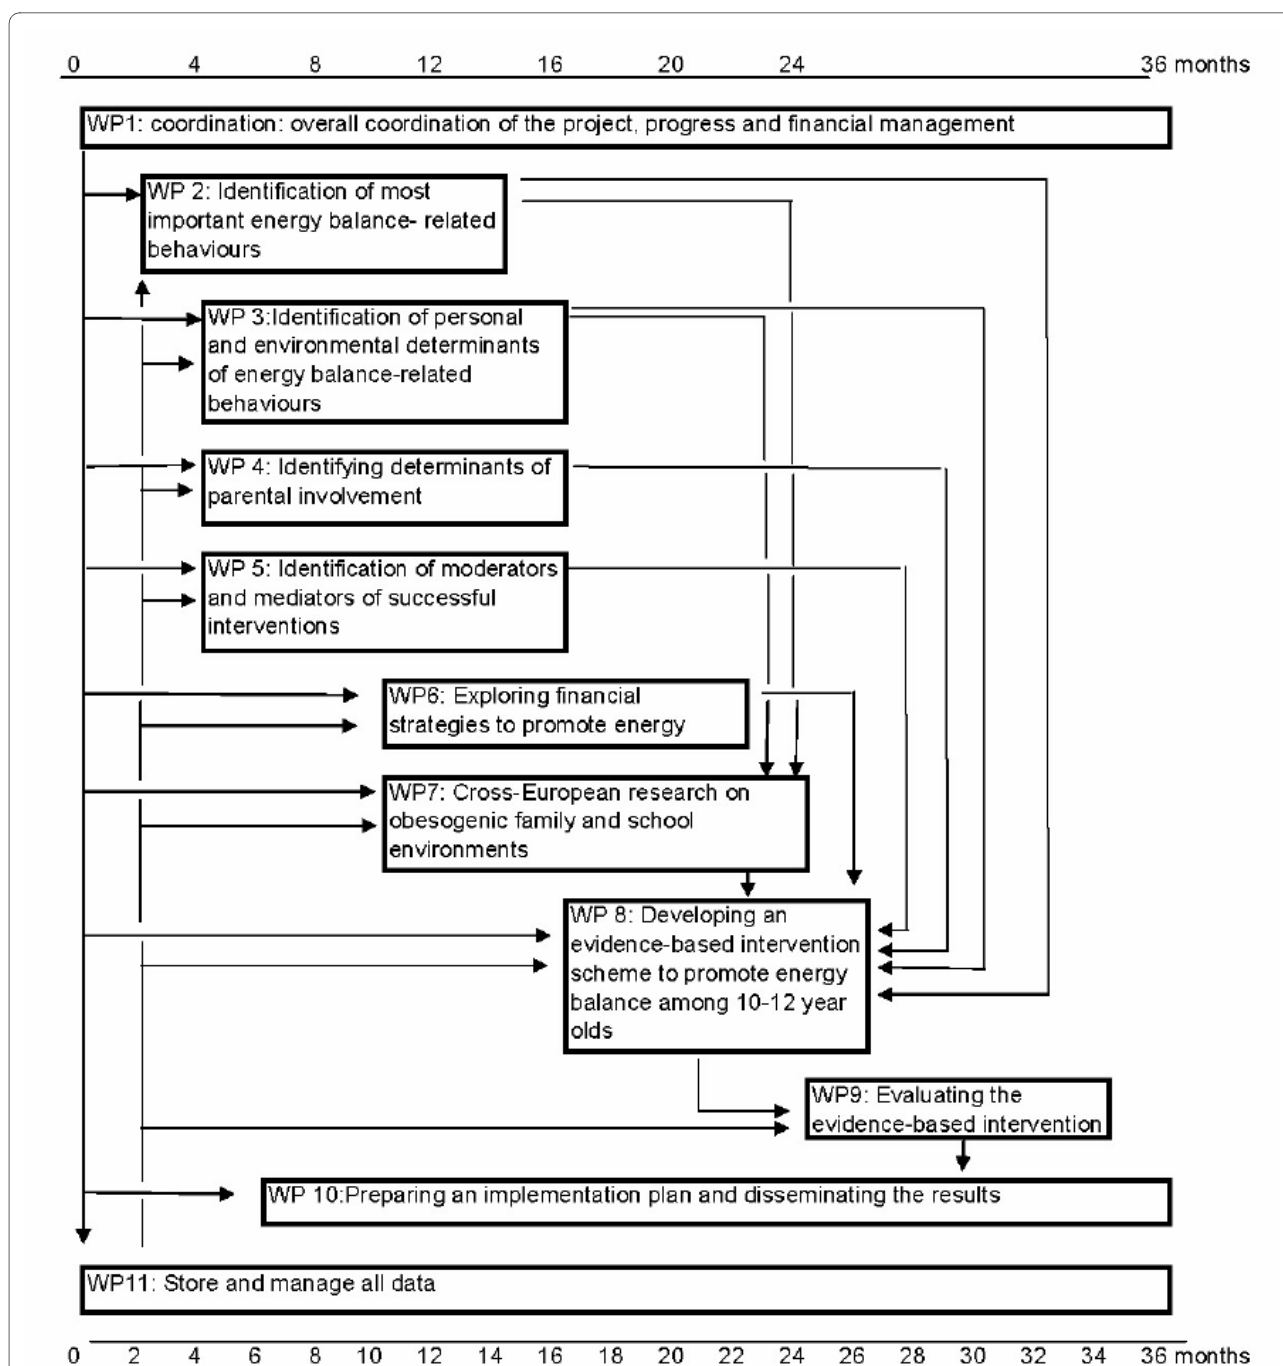 0 4 8 12 16 20 24 36 months
WP1: coordination: overall coordination of the project, progress and financial management
WP 2: Identification of most
important energy balance- related
behaviours
WP 3:Identification of personal
and environmental determinants
of energy balance-related
behaviours
WP 4: Identifying determinants of
parental involvement
WP 5: Identification of moderators
and mediators of successful
interventions
WP6: Exploring financial
strategies to promote energy
WP7: Cross-European research on
obesogenic family and school
environments
WP 8: Developing an
evidence-based intervention
scheme to promote energy
balance among 10-12 year
olds
WP9: Evaluating the
evidence-based intervention
WP 10:Preparing an implementation plan and disseminating the results
WP11: Store and manage all data
0 2 4 6 8 10 12 14 16 18 20 22 24 26 28 30 32 34 36 months